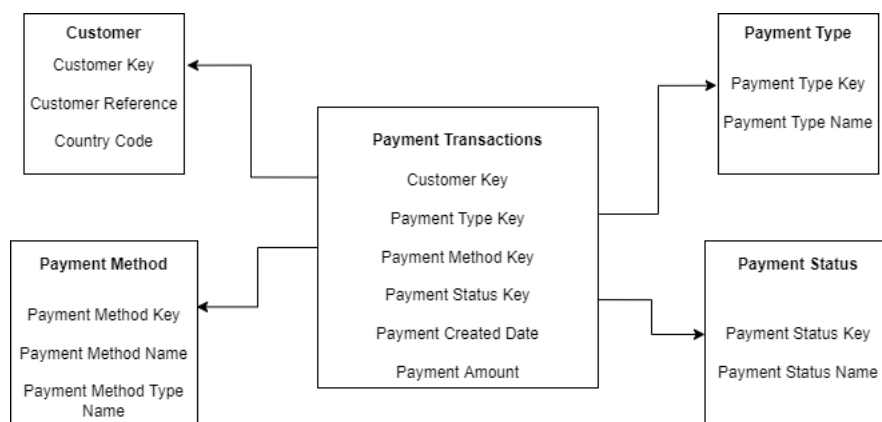 Customer
Customer Key
Customer Reference
Country Code
Payment Type
Payment Type Key
Payment Type Name
Payment Transactions
Customer Key
Payment Type Key
Payment Method Key
Payment Status Key
Payment Created Date
Payment Amount
Payment Method
Payment Method Key
Payment Method Name
Payment Method Type
Name
Payment Status
Payment Status Key
Payment Status Name